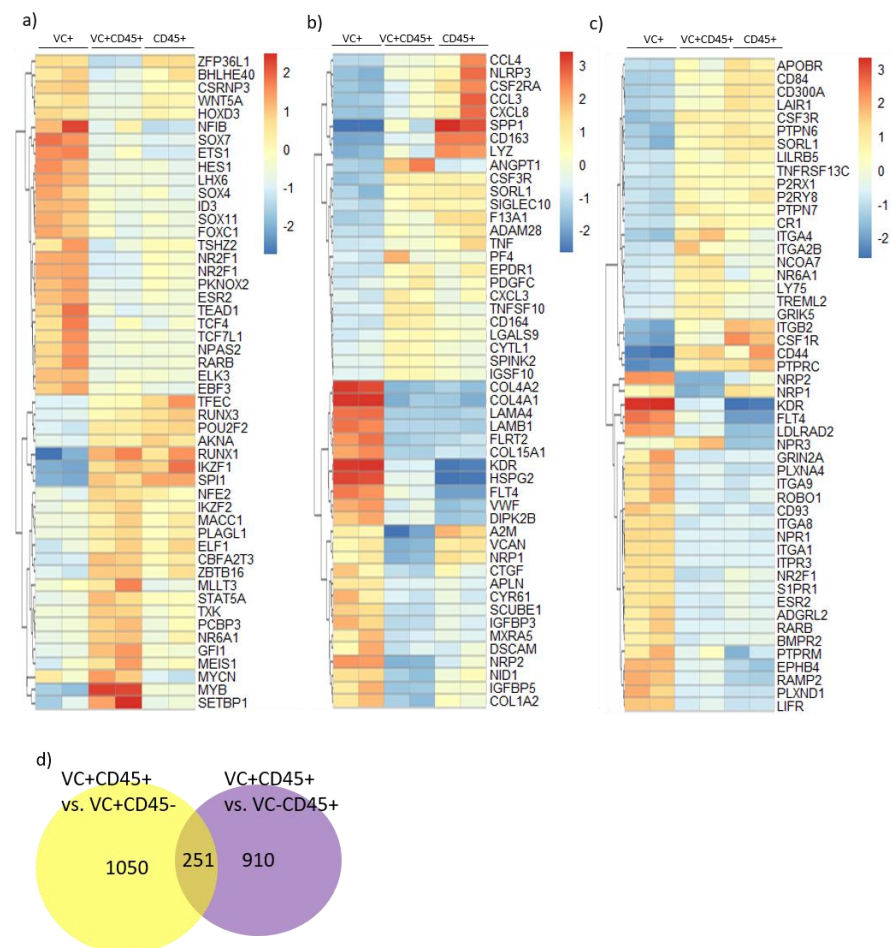 a)
VC+ VC+CD45+ CD45+
ZFP36L1
BHLHE40
CSRNP3
WNT5A
HOXD3
NFIB
SOX7
ETS1
HES1
LHX6
SOX4
ID3
SOX11
FOXC1
TSHZ2
NR2F1
NR2F1
PKNOX2
ESR2
TEAD1
TCF4
TCF7L1
NPAS2
RARB
ELK3
EBF3
TFEC
RUNX3
POU2F2
AKNA
RUNX1
IKZF1
SPI1
NFE2
IKZF2
MACC1
PLAGL1
ELF1
CBFA2T3
ZBTB16
MLLT3
STAT5A
TXK
PCBP3
NR6A1
GFI1
MEIS1
MYCN
MYB
SETBP1
2
1
0
-1
-2
b)
VC+ VC+CD45+ CD45+
CCL4
NLRP3
CSF2RA
CCL3
CXCL8
SPP1
CD163
LYZ
ANGPT1
CSF3R
SORL1
SIGLEC10
F13A1
ADAM28
TNF
PF4
EPDR1
PDGFC
CXCL3
TNFSF10
CD164
LGALS9
CYTL1
SPINK2
IGSF10
COL4A2
COL4A1
LAMA4
LAMB1
FLRT2
COL15A1
KDR
HSPG2
FLT4
VWF
DIPK2B
A2M
VCAN
NRP1
CTGF
APLN
CYR61
SCUBE1
IGFBP3
MXRA5
DSCAM
NRP2
NID1
IGFBP5
COL1A2
3
2
1
0
-1
-2
c)
VC+ VC+CD45+ CD45+
APOBR
CD84
CD300A
LAIR1
CSF3R
PTPN6
SORL1
LILRB5
TNFRSF13C
P2RX1
P2RY8
PTPN7
CR1
ITGA4
ITGA2B
NCOA7
NR6A1
LY75
TREML2
GRIK5
ITGB2
CSF1R
CD44
PTPRC
NRP2
NRP1
KDR
FLT4
LDLRAD2
NPR3
GRIN2A
PLXNA4
ITGA9
ROBO1
CD93
ITGA8
NPR1
ITGA1
ITPR3
NR2F1
S1PR1
ESR2
ADGRL2
RARB
BMPR2
PTPRM
EPHB4
RAMP2
PLXND1
LIFR
3
2
1
0
-1
-2
d)
VC+CD45+
vs. VC+CD45-
VC+CD45+
vs. VC-CD45+
1050
251
910